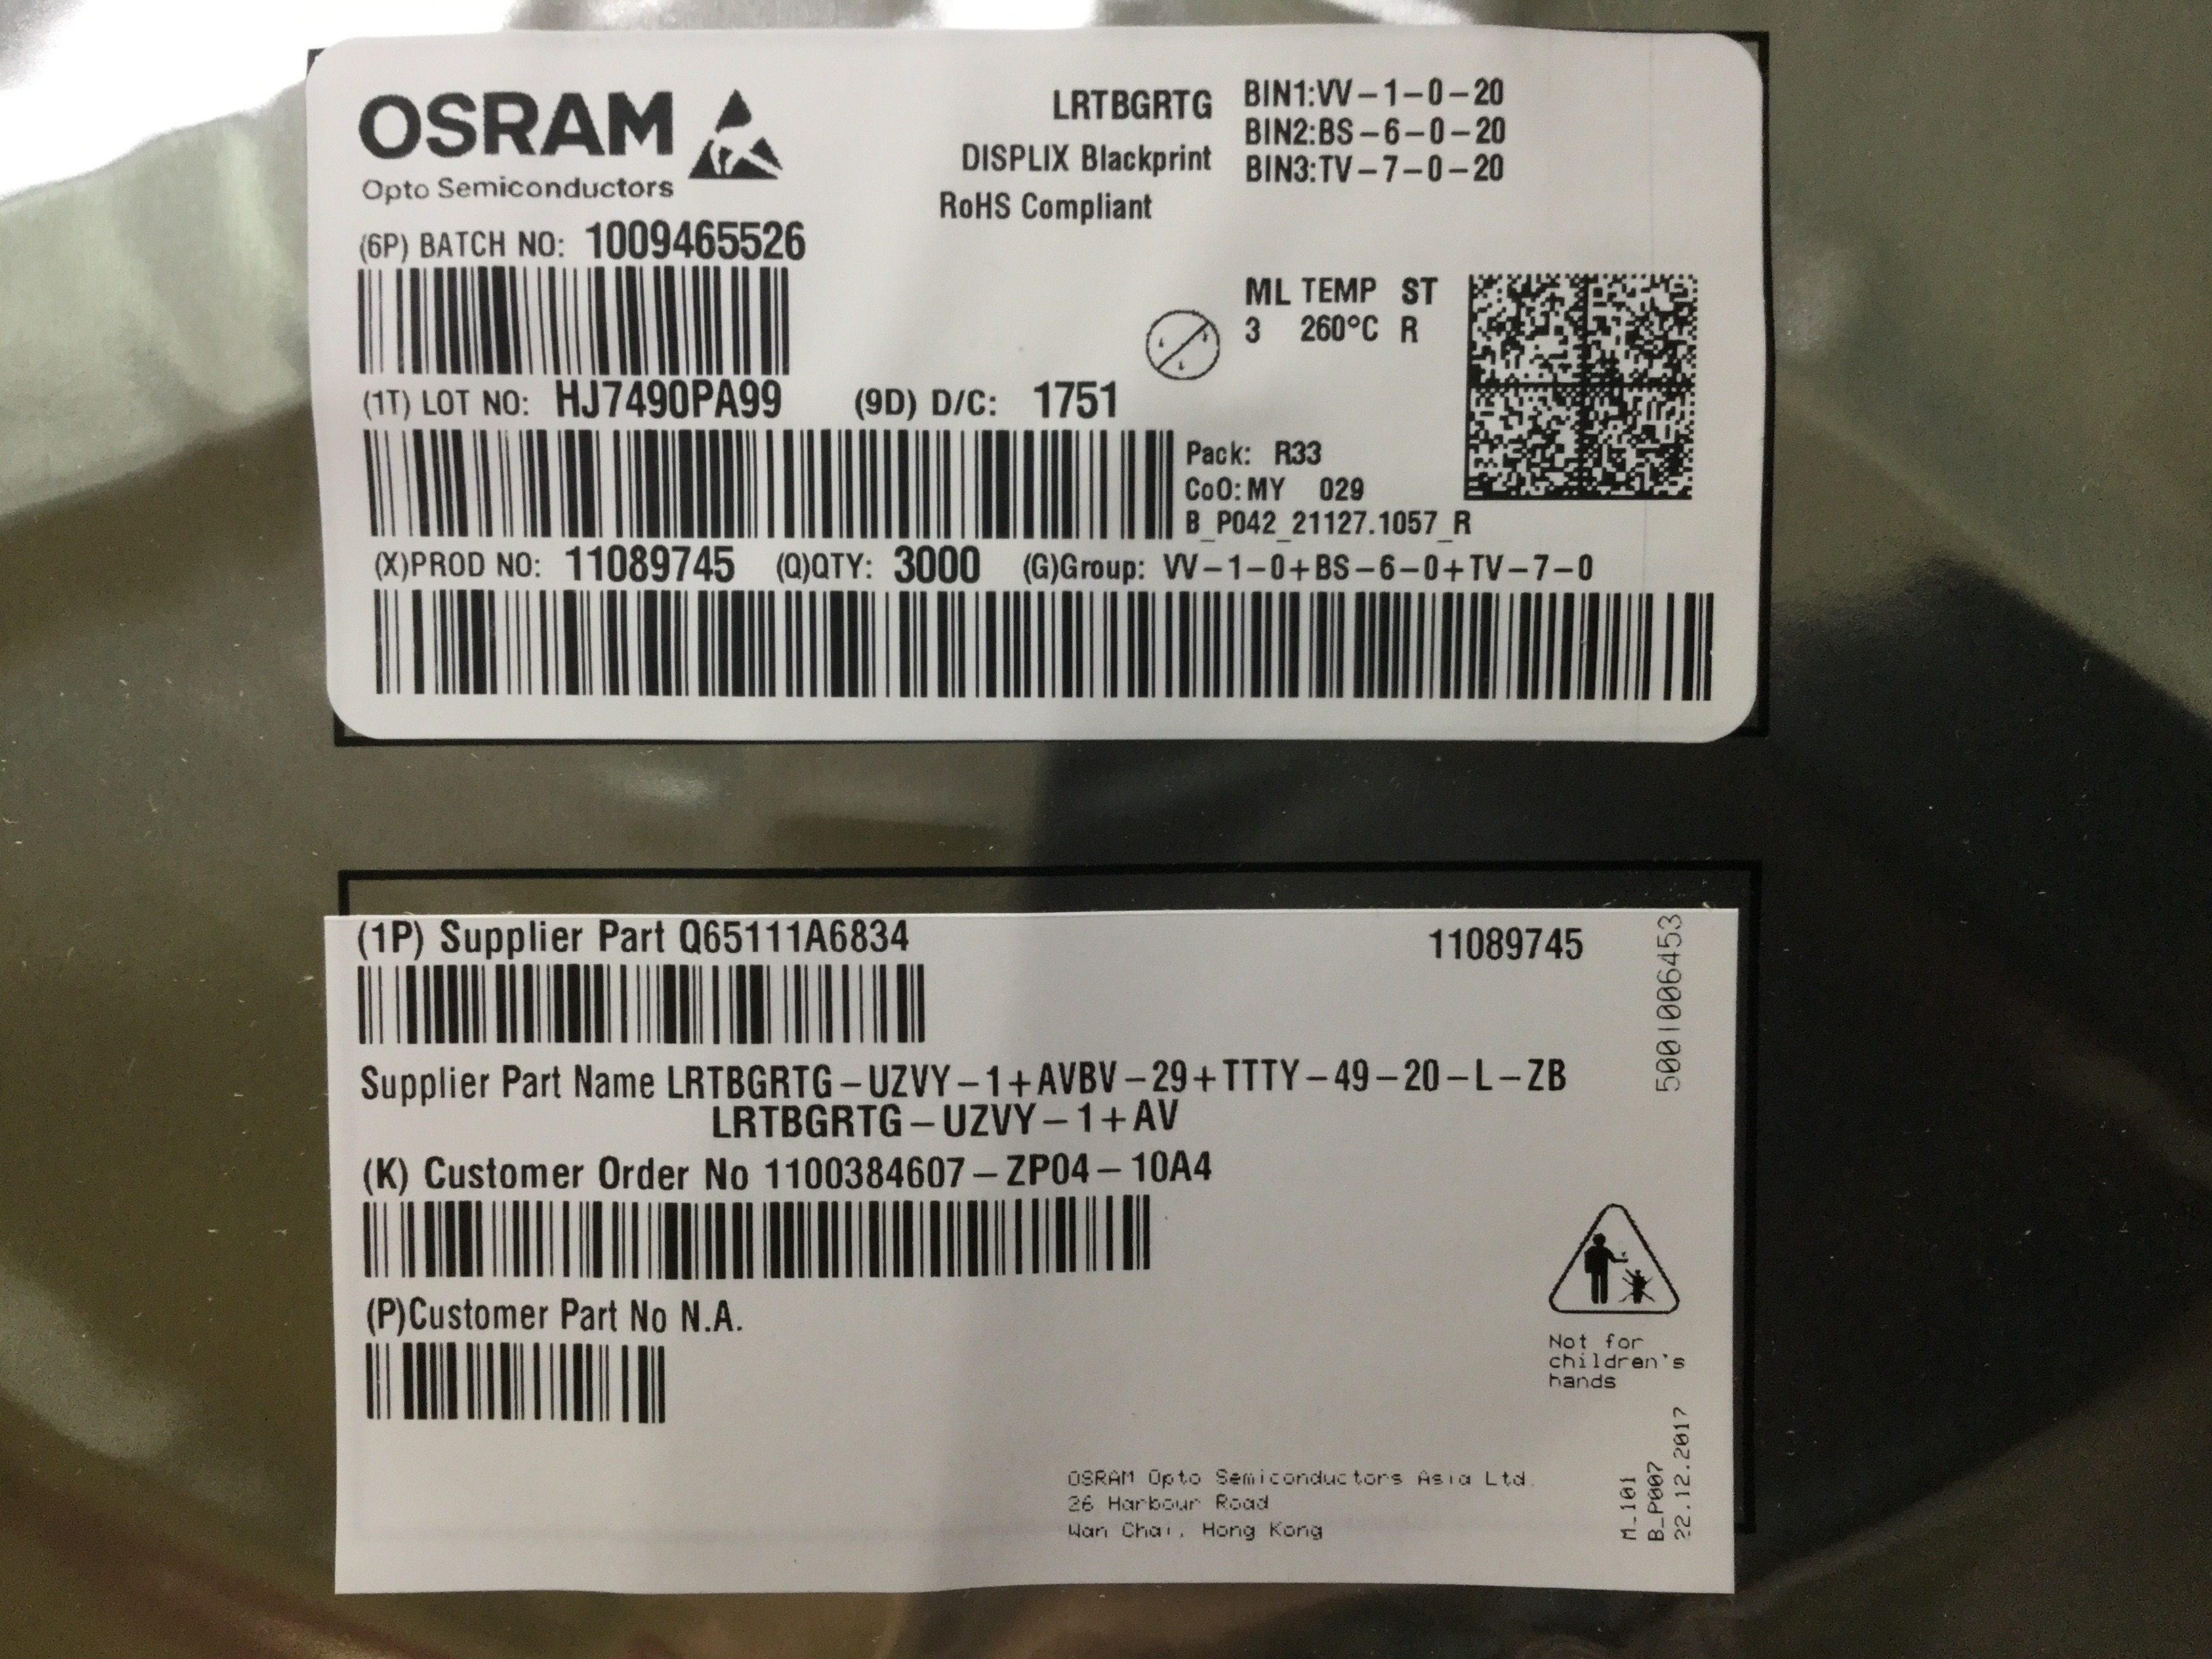 OSRAM
Opto Semiconductors
LRTBGRTG
DISPLIX Blackprint
RoHS Compliant
BIN1:VV-1-0-20
BIN2:BS-6-0-20
BIN3:TV-7-0-20
(6P) BATCH NO: 1009465526
ML TEMP ST
3 260°C R
(1T) LOT NO: HJ7490PA99 (9D) D/C: 1751
Pack: R33
CoO:MY 029
B_P042_21127.1057_R
(X)PROD NO: 11089745 (Q)QTY: 3000 (G)Group: VV-1-0+BS-6-0+TV-7-0
(1P) Supplier Part Q65111A6834
11089745
5001006453
Supplier Part Name LRTBGRTG-UZVY-1+AVBV-29+TTTY-49-20-L-ZB
LRTBGRTG-UZVY-1+AV
(K) Customer Order No 1100384607-ZP04-10A4
(P)Customer Part No N.A.
Not for
children's
hands
OSRAM Opto Semiconductors Asia Ltd.
26 Harbour Road
Wan Chai, Hong Kong
M_101
B_P007
22.12.2017